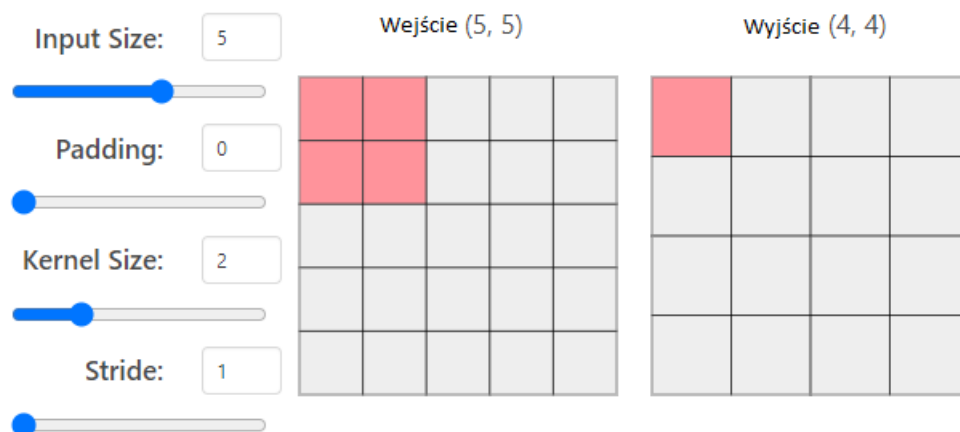 Input Size: 5
Padding: 0
Kernel Size: 2
Stride: 1
Wejście (5, 5)
Wyjście (4, 4)